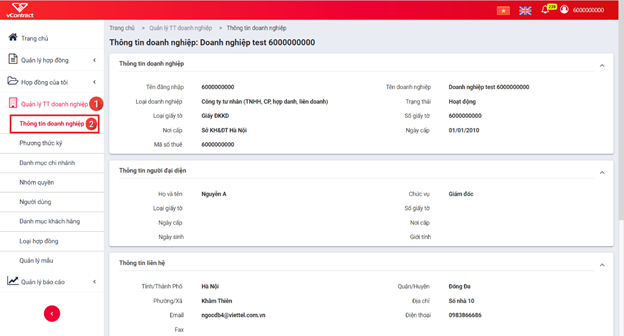 vContract
229
6000000000
Trang chủ
Quản lý hợp đồng
Hợp đồng của tôi
Quản lý TT doanh nghiệp 1
Thông tin doanh nghiệp 2
Phương thức ký
Danh mục chi nhánh
Nhóm quyền
Người dùng
Danh mục khách hàng
Loại hợp đồng
Quản lý mẫu
Quản lý báo cáo
Trang chủ > Quản lý TT doanh nghiệp > Thông tin doanh nghiệp
Thông tin doanh nghiệp: Doanh nghiệp test 6000000000
Thông tin doanh nghiệp
Tên đăng nhập 6000000000 Tên doanh nghiệp Doanh nghiệp test 6000000000
Loại doanh nghiệp Công ty tư nhân (TNHH, CP, hợp danh, liên doanh) Trạng thái Hoạt động
Loại giấy tờ Giấy ĐKKD Số giấy tờ 6000000000
Nơi cấp Sở KH&ĐT Hà Nội Ngày cấp 01/01/2010
Mã số thuế 6000000000
Thông tin người đại diện
Họ và tên Nguyễn A Chức vụ Giám đốc
Loại giấy tờ Số giấy tờ
Ngày cấp Nơi cấp
Ngày sinh Giới tính
Thông tin liên hệ
Tỉnh/Thành Phố Hà Nội Quận/Huyện Đống Đa
Phường/Xã Khâm Thiên Địa chỉ Số nhà 10
Email ngocdb4@viettel.com.vn Điện thoại 0983866686
Fax